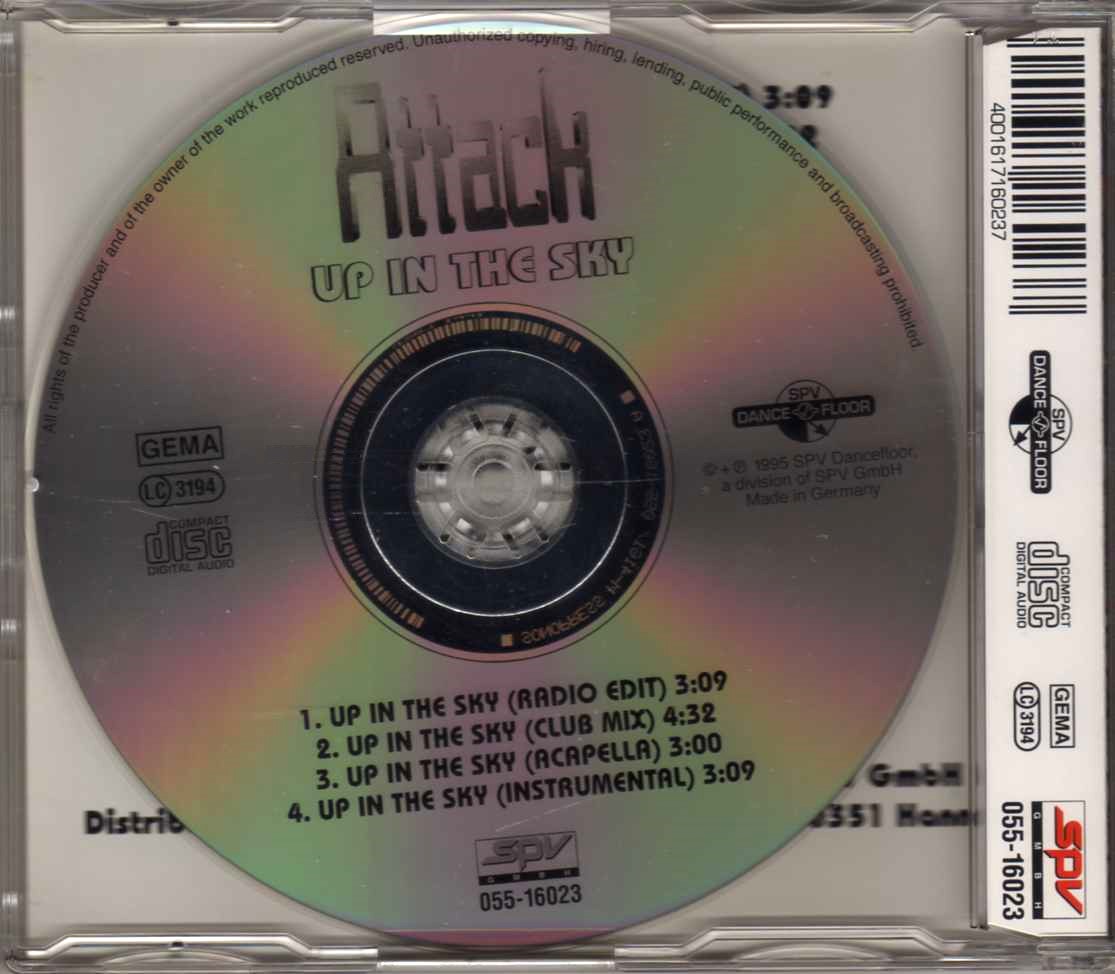 All rights of the producer and of the owner of the work reproduced reserved. Unauthorized copying, hiring, lending, public performance and broadcasting prohibited
Attack
UP IN THE SKY
GEMA
LC 3194
COMPACT
disc
DIGITAL AUDIO
SPV
DANCE FLOOR
© + ℗ 1995 SPV Dancefloor,
a division of SPV GmbH
Made in Germany
SONOPRESS
1. UP IN THE SKY (RADIO EDIT) 3:09
2. UP IN THE SKY (CLUB MIX) 4:32
3. UP IN THE SKY (ACAPELLA) 3:00
4. UP IN THE SKY (INSTRUMENTAL) 3:09
SPV
GMBH
055-16023
3:09
GmbH
4001617160237
SPV
DANCE FLOOR
COMPACT
disc
DIGITAL AUDIO
GEMA
LC 3194
SPV
GMBH
055-16023